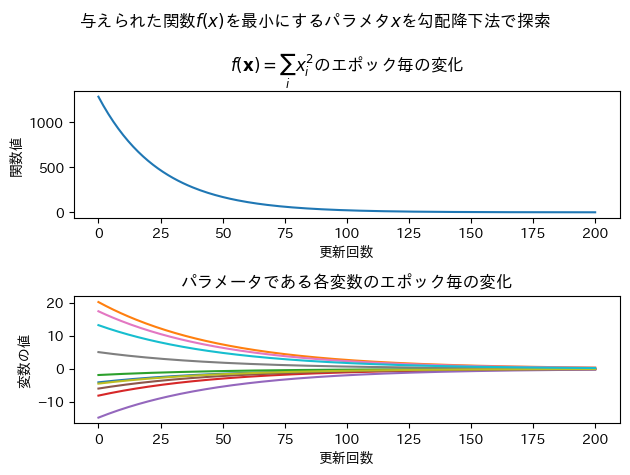 与えられた関数f(x)を最小にするパラメタxを勾配降下法で探索
f(x) = ∑_i x_i^2のエポック毎の変化
関数値
1000
500
0
0 25 50 75 100 125 150 175 200
更新回数
パラメータである各変数のエポック毎の変化
変数の値
20
10
0
−10
0 25 50 75 100 125 150 175 200
更新回数